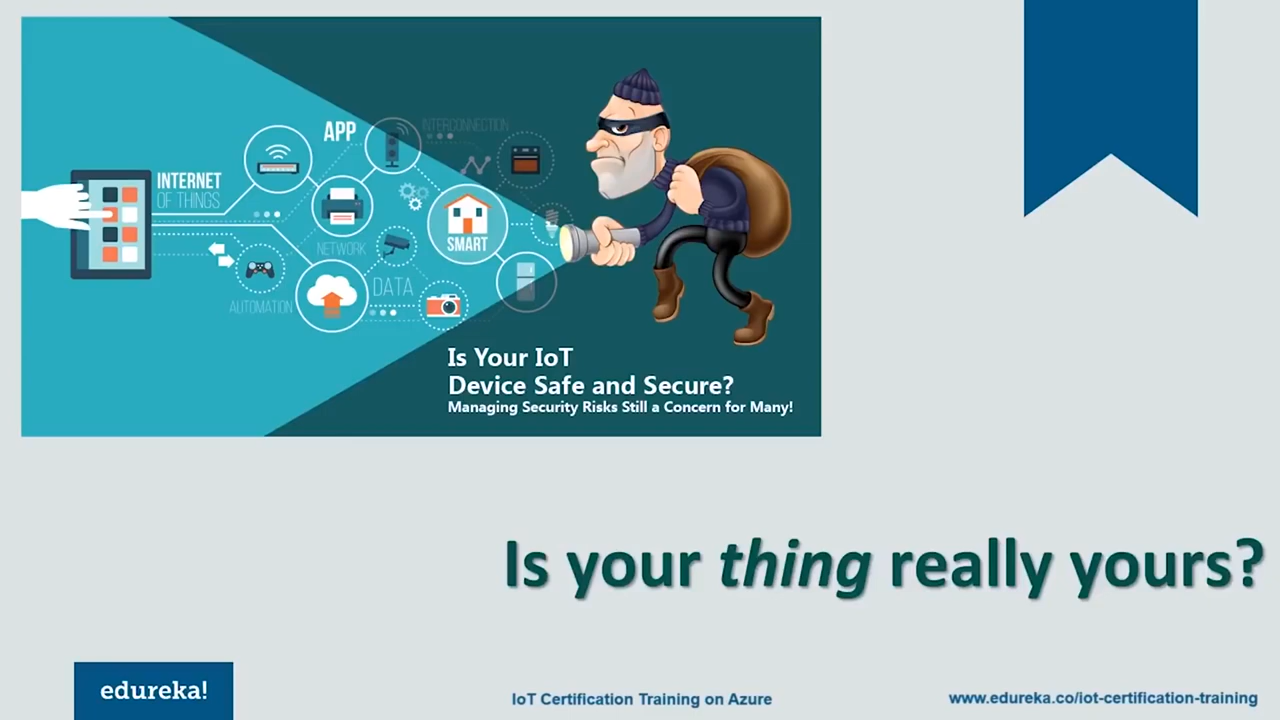 INTERCONNECTION
APP
INTERNET
OF THINGS
SMART
NETWORK
DATA
AUTOMATION
Is Your IoT
Device Safe and Secure?
Managing Security Risks Still a Concern for Many!
Is your thing really yours?
edureka!
IoT Certification Training on Azure
www.edureka.co/iot-certification-training